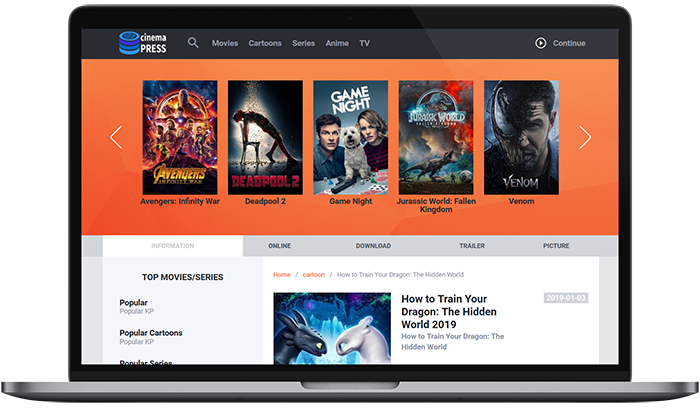 cinema
PRESS
Movies Cartoons Series Anime TV
Continue
AVENGERS
INFINITY WAR
DEADPOOL 2
GAME
NIGHT
JURASSIC WORLD
FALLEN KINGDOM
VENOM
Avengers: Infinity War
Deadpool 2
Game Night
Jurassic World: Fallen
Kingdom
Venom
INFORMATION ONLINE DOWNLOAD TRAILER PICTURE
TOP MOVIES/SERIES
Popular
Popular KP
Popular Cartoons
Popular KP
Popular Series
Home / cartoon / How to Train Your Dragon: The Hidden World
How to Train Your
Dragon: The Hidden
World 2019
How to Train Your Dragon: The
Hidden World
2019-01-03